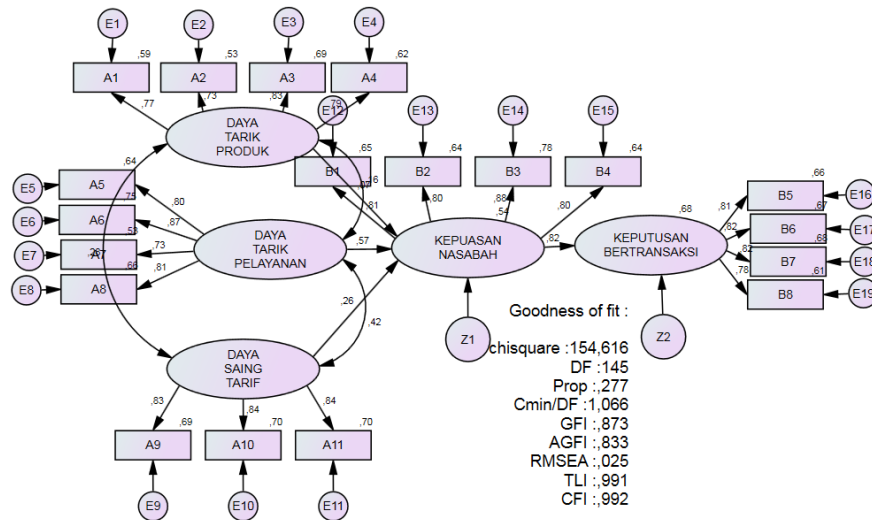 E1
E2
E3
E4
,59
,53
,69
,62
A1
A2
A3
A4
,77
,73
,83
,79
DAYA
TARIK
PRODUK
E12
E13
E14
E15
,65
,64
,78
,64
B1
B2
B3
B4
,16
,81
,80
,88
,80
,64
E5
A5
,75
E6
A6
,53
E7
A7
,66
E8
A8
,80
,87
,73
,81
DAYA
TARIK
PELAYANAN
,57
,54
KEPUASAN
NASABAH
,82
,68
KEPUTUSAN
BERTRANSAKSI
,81
,82
,82
,78
,66
B5
E16
,67
B6
E17
,68
B7
E18
,61
B8
E19
,26
,42
Z1
Z2
DAYA
SAING
TARIF
,83
,84
,84
,69
,70
,70
A9
A10
A11
E9
E10
E11
Goodness of fit :
chisquare :154,616
DF :145
Prop :,277
Cmin/DF :1,066
GFI :,873
AGFI :,833
RMSEA :,025
TLI :,991
CFI :,992